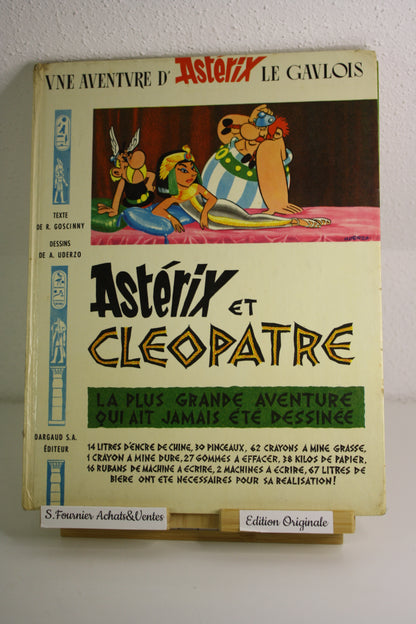 VNE AVENTVRE D' Astérix LE GAVLOIS
TEXTE
DE R. GOSCINNY
DESSINS
DE A. UDERZO
UDERZO
Astérix ET
CLEOPATRE
LA PLUS GRANDE AVENTURE
QUI AIT JAMAIS ÉTÉ DESSINÉE
DARGAUD S.A.
ÉDITEUR
14 LITRES D'ENCRE DE CHINE, 30 PINCEAUX, 62 CRAYONS A MINE GRASSE,
1 CRAYON A MINE DURE, 27 GOMMES A EFFACER, 38 KILOS DE PAPIER,
16 RUBANS DE MACHINE A ECRIRE, 2 MACHINES A ECRIRE, 67 LITRES DE
BIERE ONT ETE NECESSAIRES POUR SA REALISATION!
S.Fournier Achats&Ventes
Edition Originale